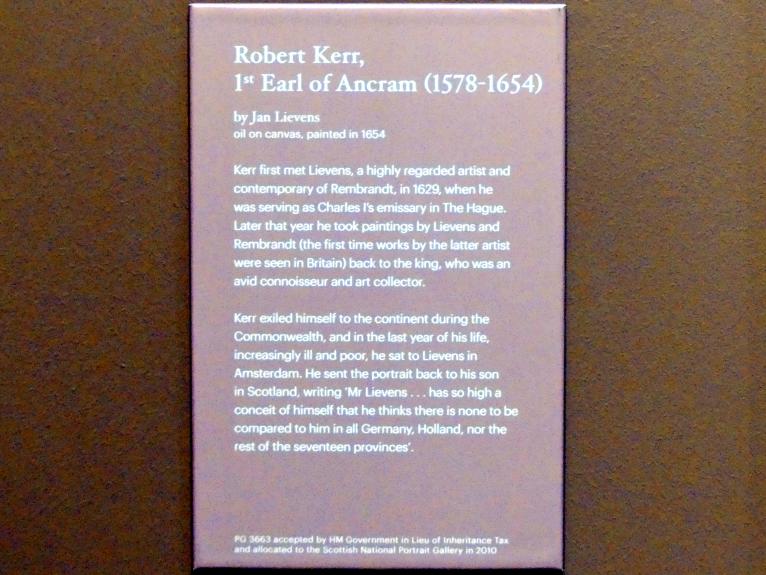 Robert Kerr,
1st Earl of Ancram (1578-1654)
by Jan Lievens
oil on canvas, painted in 1654
Kerr first met Lievens, a highly regarded artist and
contemporary of Rembrandt, in 1629, when he
was serving as Charles I's emissary in The Hague.
Later that year he took paintings by Lievens and
Rembrandt (the first time works by the latter artist
were seen in Britain) back to the king, who was an
avid connoisseur and art collector.
Kerr exiled himself to the continent during the
Commonwealth, and in the last year of his life,
increasingly ill and poor, he sat to Lievens in
Amsterdam. He sent the portrait back to his son
in Scotland, writing 'Mr Lievens . . . has so high a
conceit of himself that he thinks there is none to be
compared to him in all Germany, Holland, nor the
rest of the seventeen provinces'.
PG 3663 accepted by HM Government in Lieu of Inheritance Tax
and allocated to the Scottish National Portrait Gallery in 2010